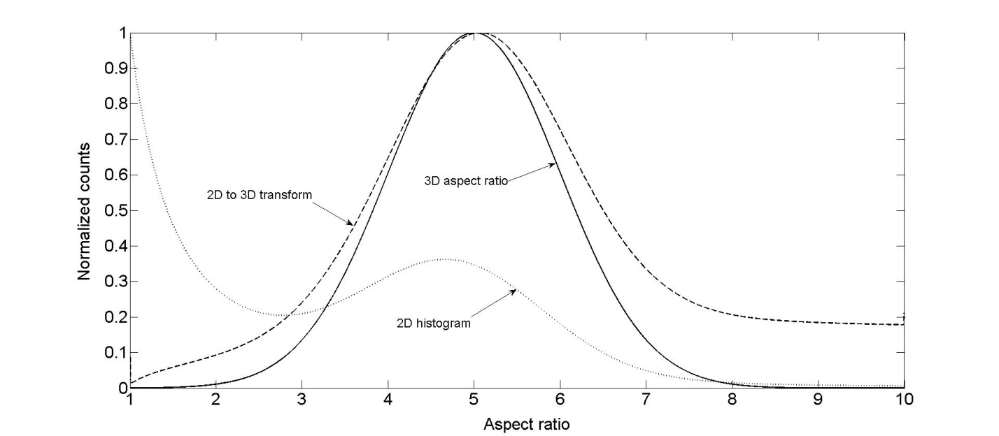 1
0.9
0.8
0.7
0.6
0.5
0.4
0.3
0.2
0.1
0
Normalized counts
2D to 3D transform
3D aspect ratio
2D histogram
1 2 3 4 5 6 7 8 9 10
Aspect ratio